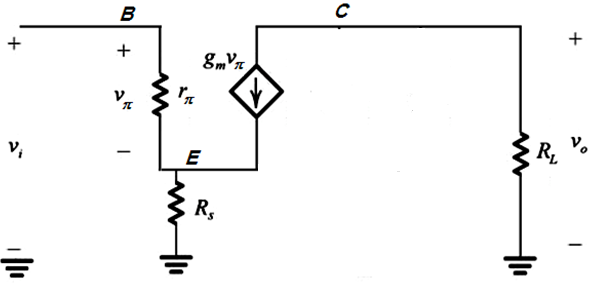 B
C
+
+
+
g_m v_π
v_π
r_π
v_i
R_L
v_o
−
E
R_s
−
−